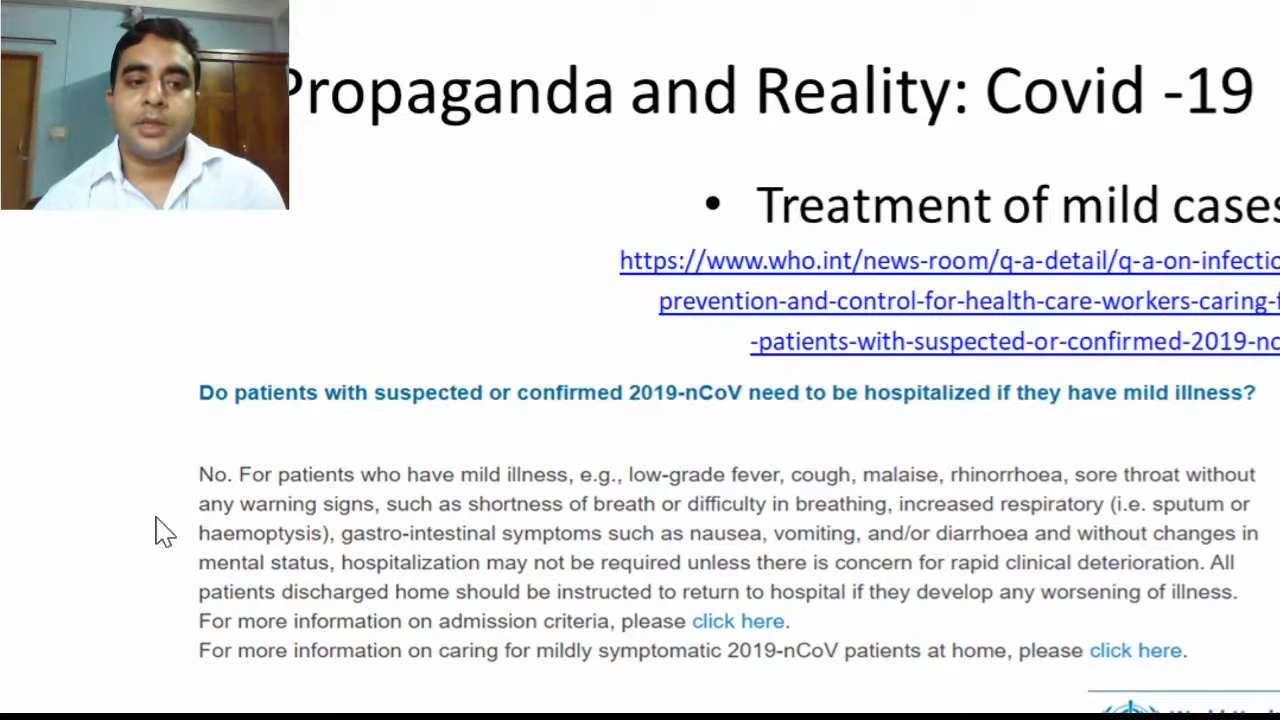 Propaganda and Reality: Covid -19
• Treatment of mild cases
https://www.who.int/news-room/q-a-detail/q-a-on-infectio
prevention-and-control-for-health-care-workers-caring-f
-patients-with-suspected-or-confirmed-2019-nc
Do patients with suspected or confirmed 2019-nCoV need to be hospitalized if they have mild illness?
No. For patients who have mild illness, e.g., low-grade fever, cough, malaise, rhinorrhoea, sore throat without
any warning signs, such as shortness of breath or difficulty in breathing, increased respiratory (i.e. sputum or
haemoptysis), gastro-intestinal symptoms such as nausea, vomiting, and/or diarrhoea and without changes in
mental status, hospitalization may not be required unless there is concern for rapid clinical deterioration. All
patients discharged home should be instructed to return to hospital if they develop any worsening of illness.
For more information on admission criteria, please click here.
For more information on caring for mildly symptomatic 2019-nCoV patients at home, please click here.